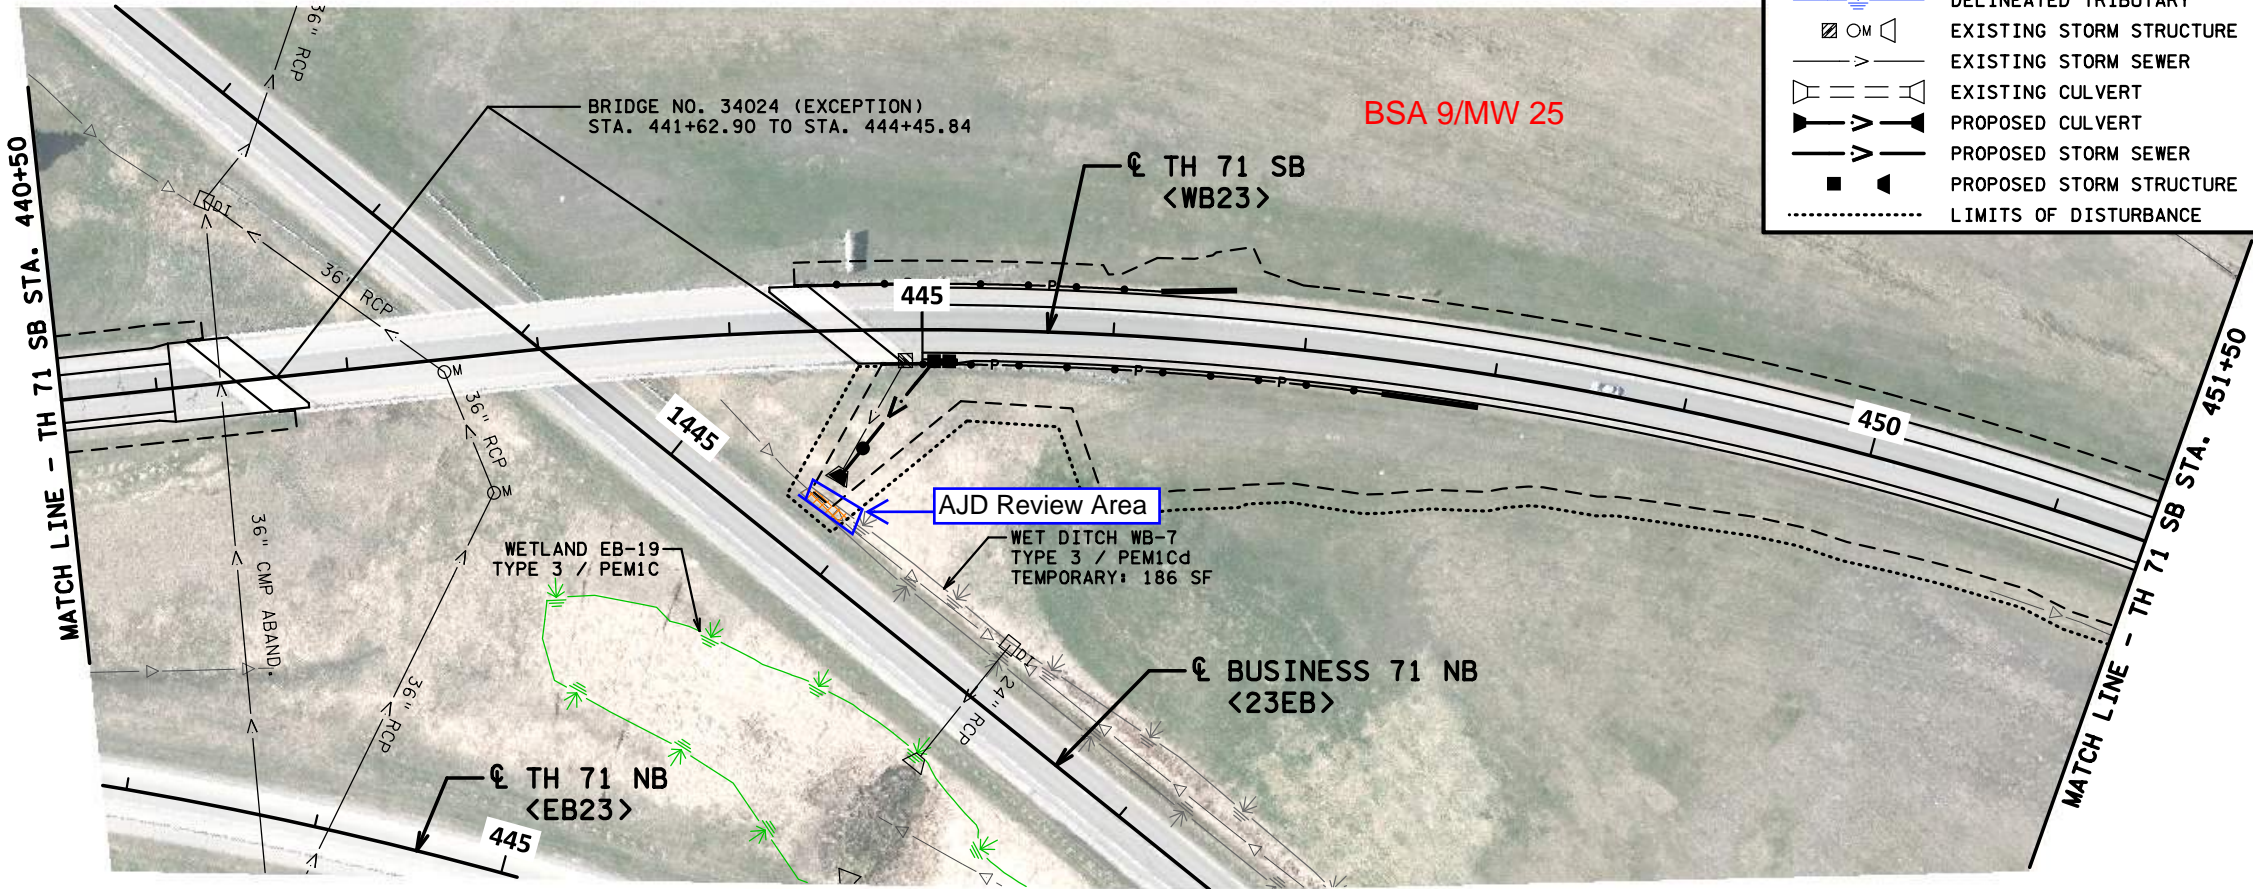 DELINEATED TRIBUTARY
M EXISTING STORM STRUCTURE
EXISTING STORM SEWER
EXISTING CULVERT
PROPOSED CULVERT
PROPOSED STORM SEWER
PROPOSED STORM STRUCTURE
LIMITS OF DISTURBANCE
BSA 9/MW 25
BRIDGE NO. 34024 (EXCEPTION)
STA. 441+62.90 TO STA. 444+45.84
℄ TH 71 SB
<WB23>
MATCH LINE - TH 71 SB STA. 440+50
36" RCP
DI
36" RCP
M
36" RCP
M
36" CMP ABAND.
36" RCP
445
P
P
P
P
1445
450
AJD Review Area
WET DITCH WB-7
TYPE 3 / PEM1Cd
TEMPORARY: 186 SF
WETLAND EB-19
TYPE 3 / PEM1C
DI
24" RCP
℄ BUSINESS 71 NB
<23EB>
℄ TH 71 NB
<EB23>
445
MATCH LINE - TH 71 SB STA. 451+50